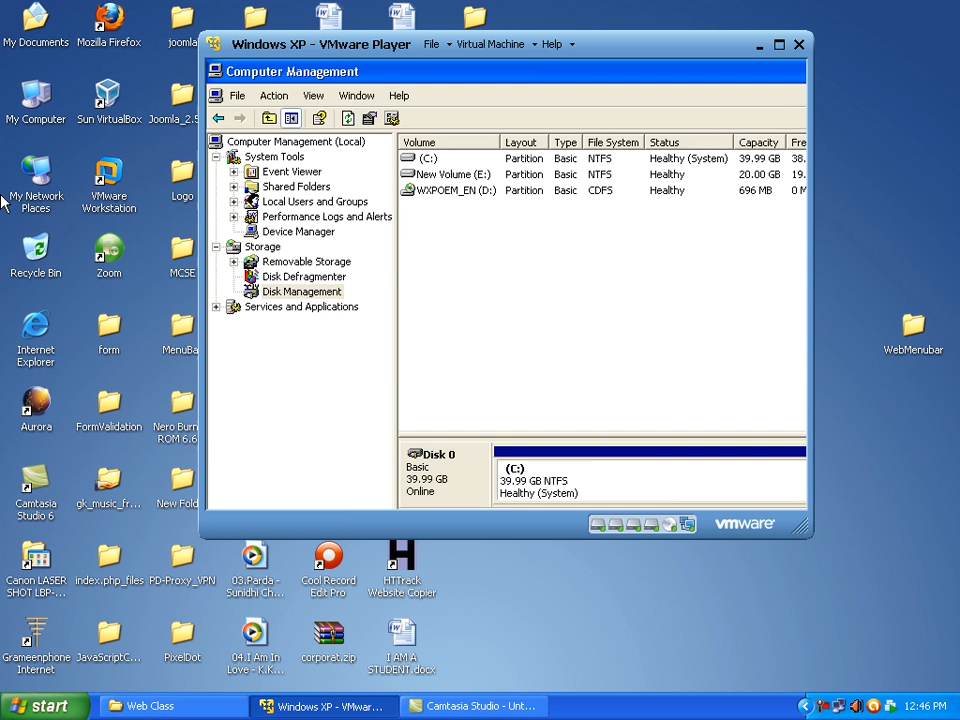 My Documents
Mozilla Firefox
joomla
My Computer
Sun VirtualBox
Joomla_2.5
My Network
Places
VMware
Workstation
Logo
Recycle Bin
Zoom
MCSE
Internet
Explorer
form
MenuBa
Aurora
FormValidation
Nero Burn
ROM 6.6
Camtasia
Studio 6
gk_music_fr...
New Fold
Canon LASER
SHOT LBP-...
index.php_files
PD-Proxy_VPN
03.Parda -
Sunidhi Ch...
Cool Record
Edit Pro
HTTrack
Website Copier
Grameenphone
Internet
JavaScriptC...
PixelDot
04.I Am In
Love - K.K...
corporat.zip
I AM A
STUDENT.docx
WebMenubar
Windows XP - VMware Player File Virtual Machine Help
Computer Management
File Action View Window Help
Computer Management (Local)
System Tools
Event Viewer
Shared Folders
Local Users and Groups
Performance Logs and Alerts
Device Manager
Storage
Removable Storage
Disk Defragmenter
Disk Management
Services and Applications
Volume Layout Type File System Status Capacity Fre
(C:) Partition Basic NTFS Healthy (System) 39.99 GB 38.
New Volume (E:) Partition Basic NTFS Healthy 20.00 GB 19.
WXPOEM_EN (D:) Partition Basic CDFS Healthy 696 MB 0 M
Disk 0
Basic
39.99 GB
Online
(C:)
39.99 GB NTFS
Healthy (System)
vmware
start
Web Class
Windows XP - VMwar...
Camtasia Studio - Unt...
12:46 PM